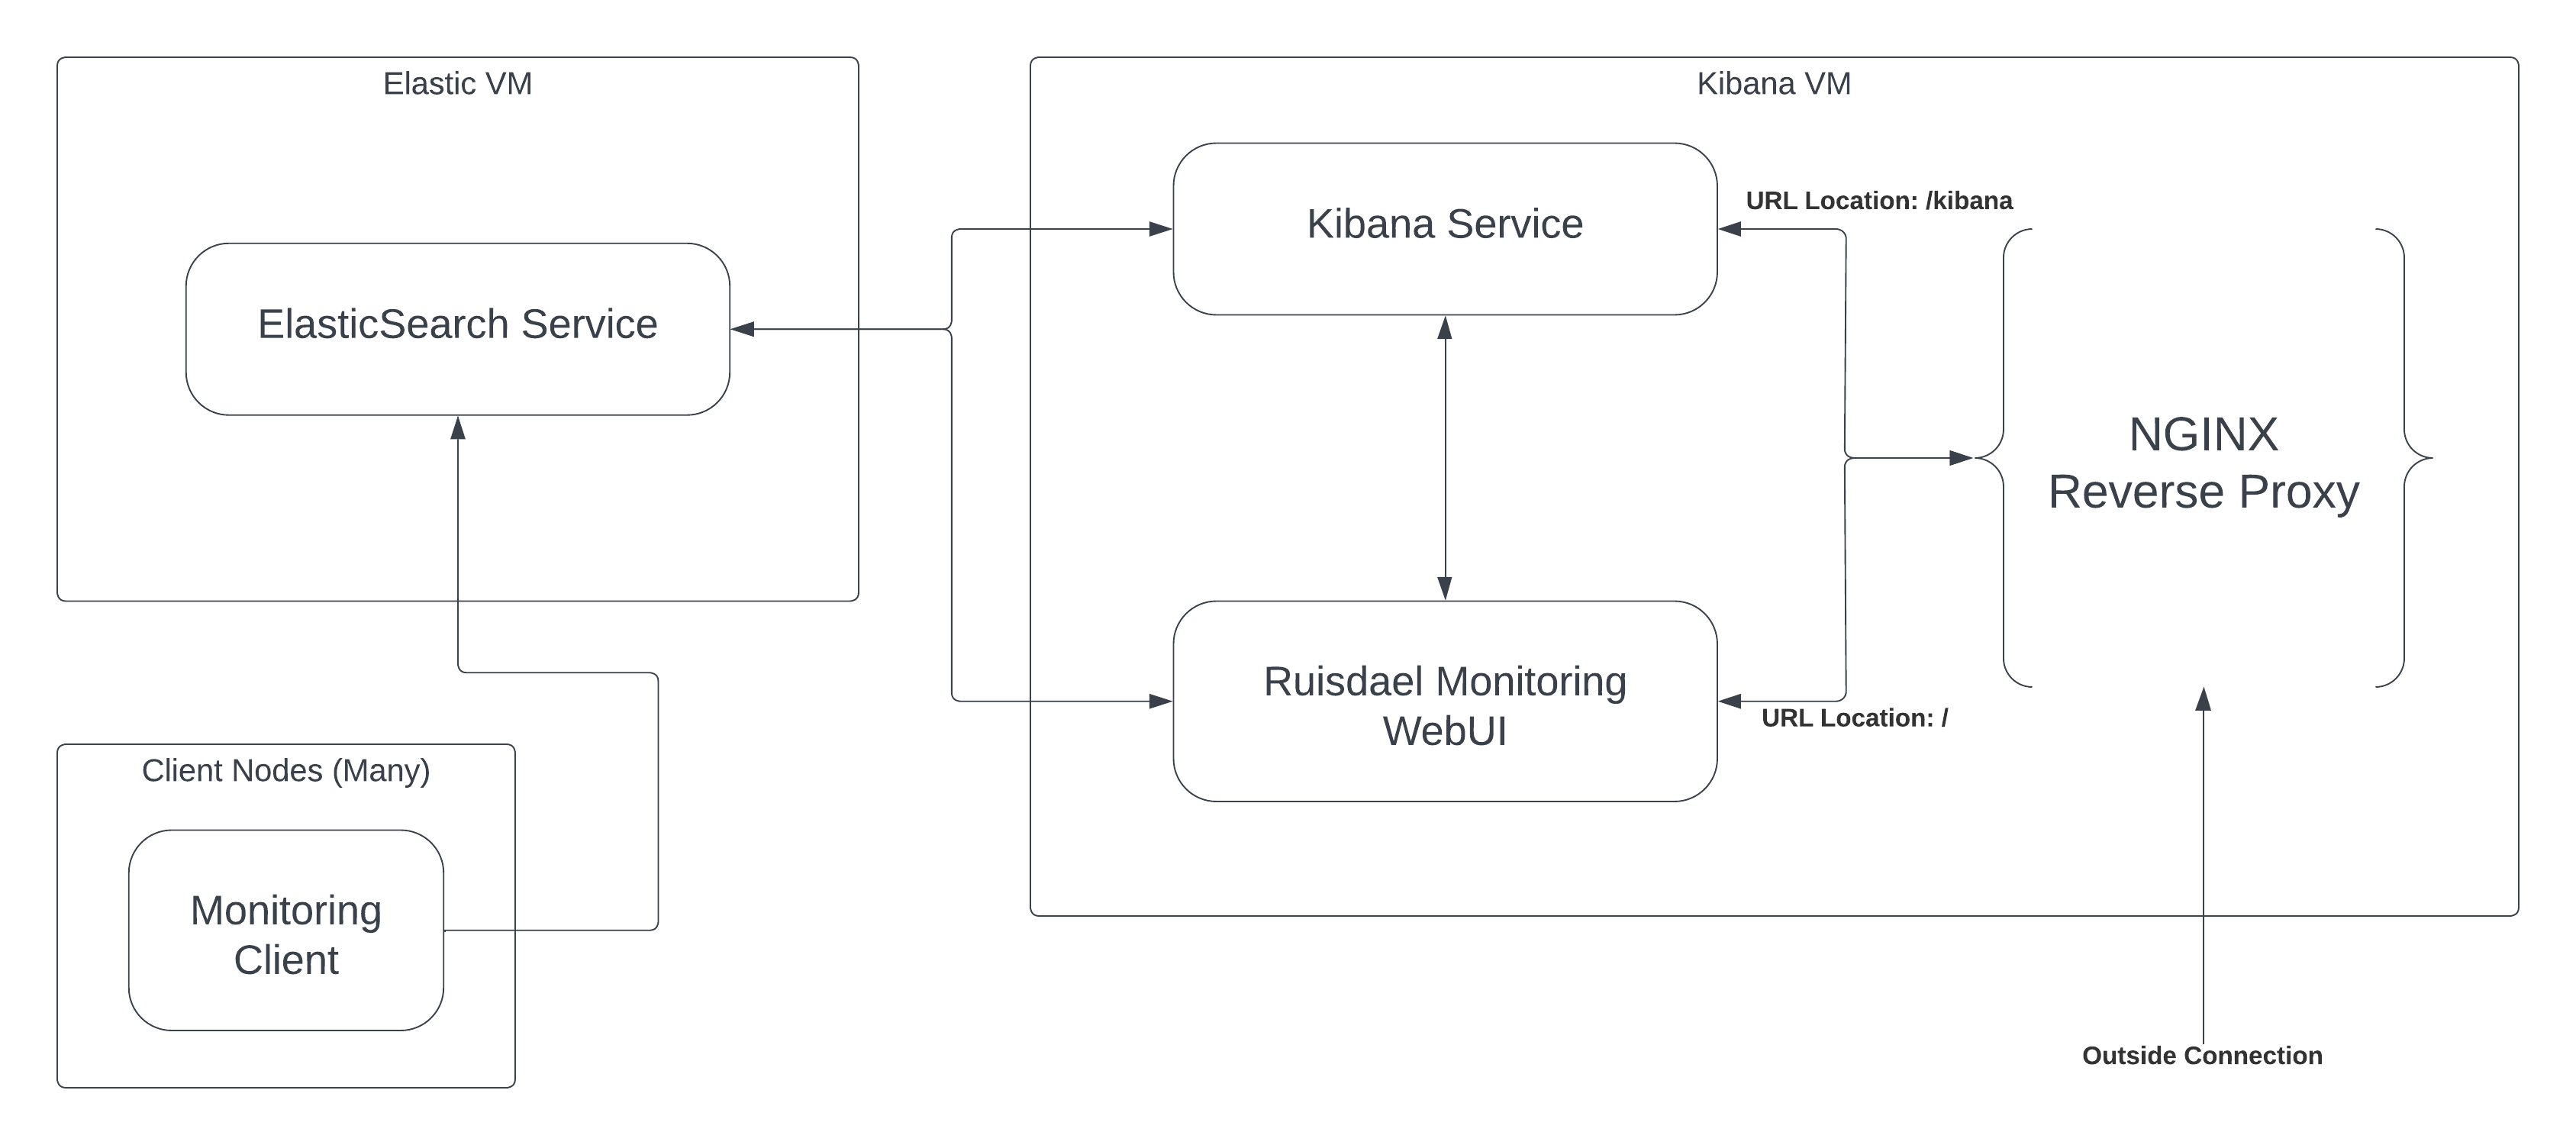 Elastic VM
ElasticSearch Service
Client Nodes (Many)
Monitoring
Client
Kibana VM
Kibana Service
URL Location: /kibana
NGINX
Reverse Proxy
Ruisdael Monitoring
WebUI
URL Location: /
Outside Connection